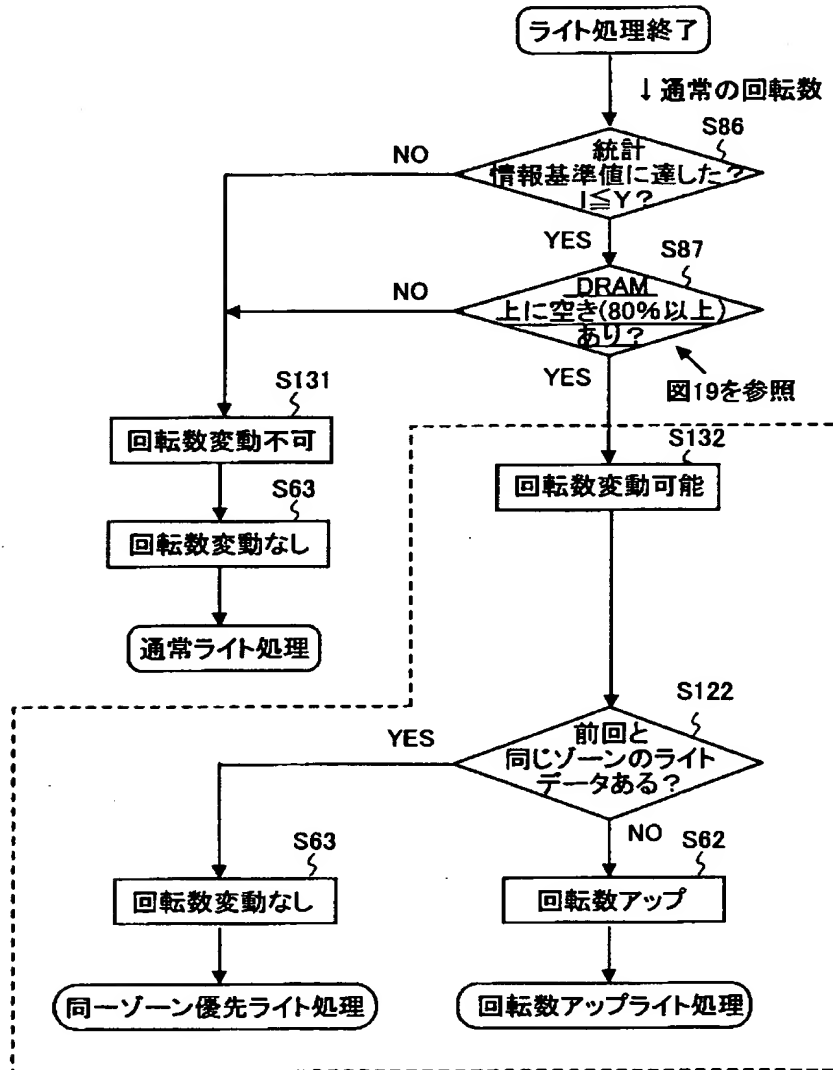 ライト処理終了
↓通常の回転数
S86
統計
情報基準値に達した?
I≦Y?
NO
YES
S87
DRAM
上に空き(80%以上)
あり?
NO
YES
図19を参照
S131
回転数変動不可
S132
回転数変動可能
S63
回転数変動なし
通常ライト処理
S122
前回と
同じゾーンのライト
データある?
YES
NO
S63
回転数変動なし
S62
回転数アップ
同一ゾーン優先ライト処理
回転数アップライト処理